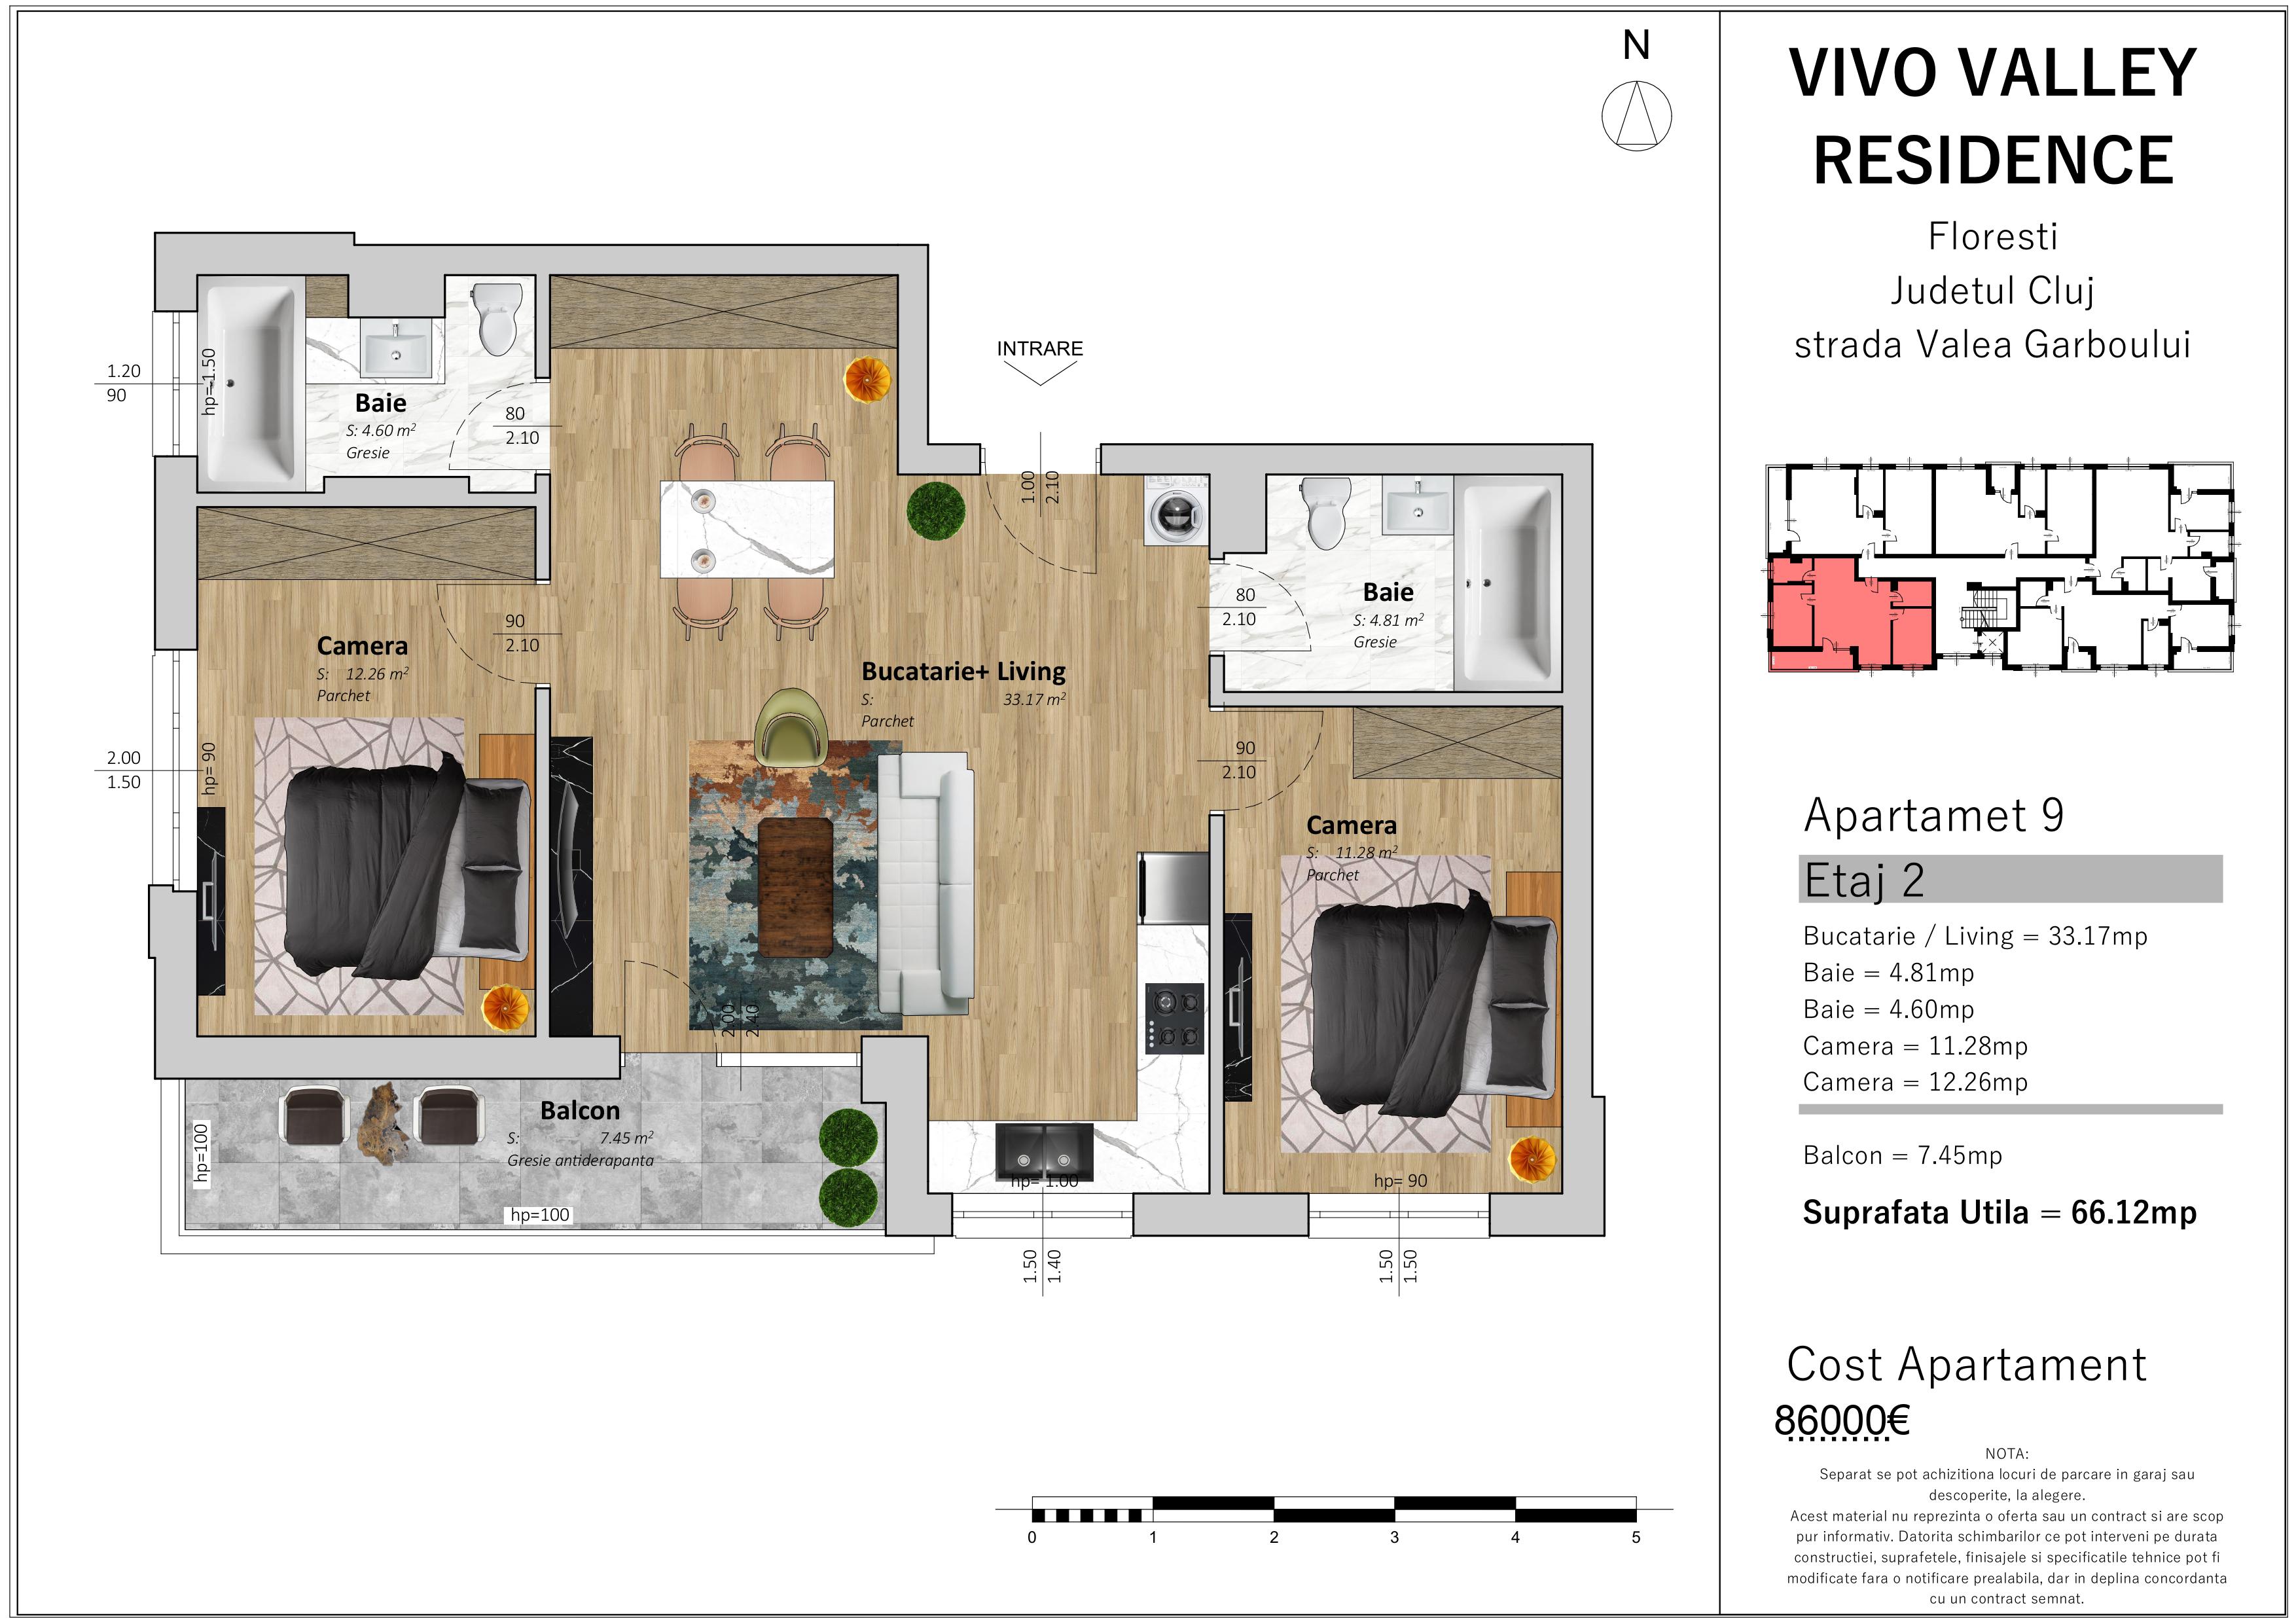 N
VIVO VALLEY
RESIDENCE
Floresti
Judetul Cluj
strada Valea Garboului
INTRARE
1.00
2.10
1.20
90
hp=1.50
Baie
S: 4.60 m²
Gresie
80
2.10
90
2.10
Camera
S: 12.26 m²
Parchet
2.00
1.50
hp= 90
Bucatarie+ Living
S: 33.17 m²
Parchet
80
2.10
Baie
S: 4.81 m²
Gresie
90
2.10
Camera
S: 11.28 m²
Parchet
2.00
2.40
Balcon
S: 7.45 m²
Gresie antiderapanta
hp=100
hp=100
hp= 1.00
hp= 90
1.50
1.40
1.50
1.50
0 1 2 3 4 5
Apartamet 9
Etaj 2
Bucatarie / Living = 33.17mp
Baie = 4.81mp
Baie = 4.60mp
Camera = 11.28mp
Camera = 12.26mp
Balcon = 7.45mp
Suprafata Utila = 66.12mp
Cost Apartament
86000€
NOTA:
Separat se pot achizitiona locuri de parcare in garaj sau
descoperite, la alegere.
Acest material nu reprezinta o oferta sau un contract si are scop
pur informativ. Datorita schimbarilor ce pot interveni pe durata
constructiei, suprafetele, finisajele si specificatile tehnice pot fi
modificate fara o notificare prealabila, dar in deplina concordanta
cu un contract semnat.